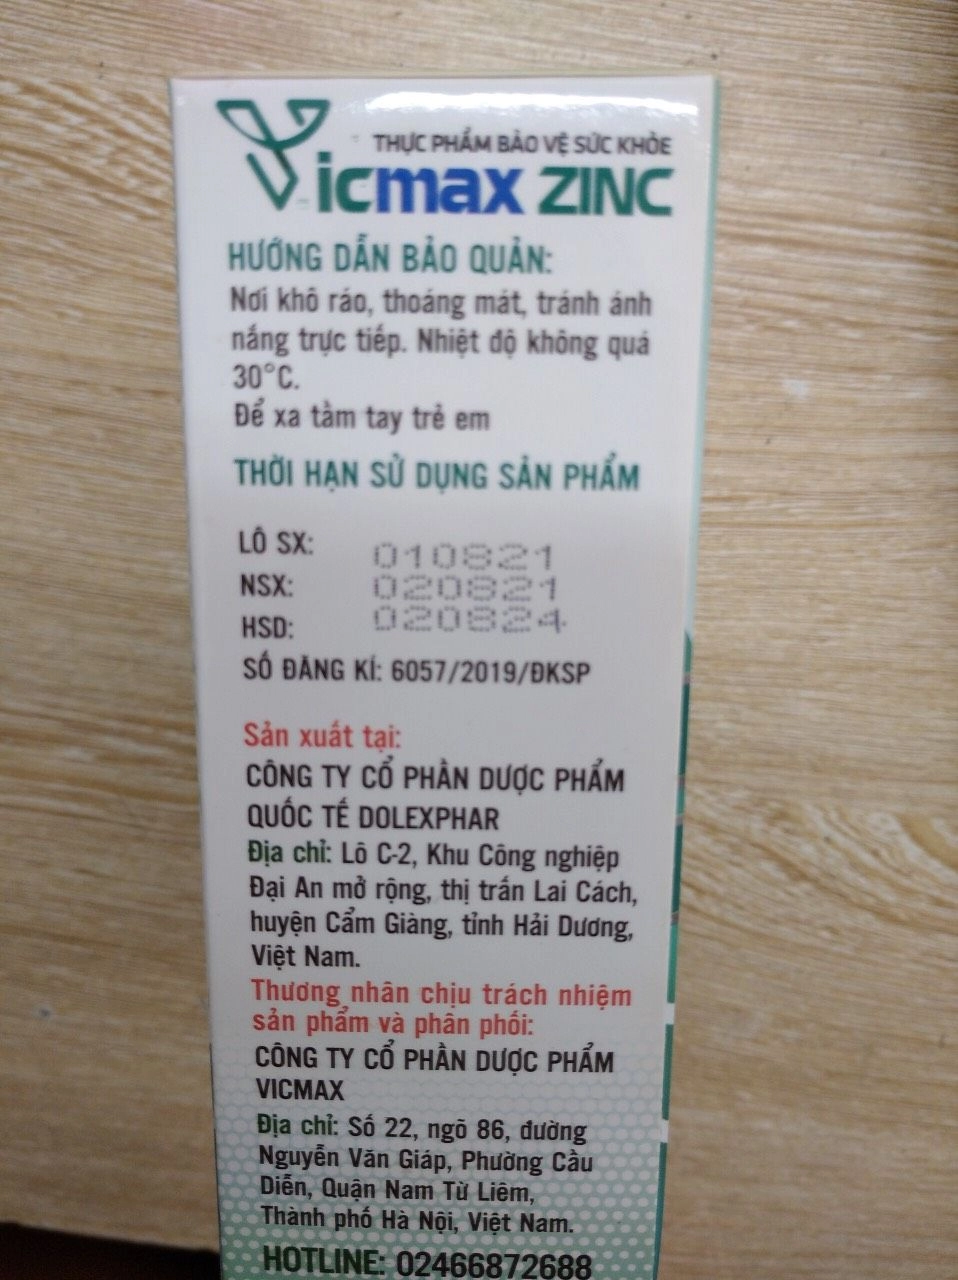 THỰC PHẨM BẢO VỆ SỨC KHỎE
Vicmax ZINC
HƯỚNG DẪN BẢO QUẢN:
Nơi khô ráo, thoáng mát, tránh ánh
nắng trực tiếp. Nhiệt độ không quá
30°C.
Để xa tầm tay trẻ em
THỜI HẠN SỬ DỤNG SẢN PHẨM
LÔ SX: 010821
NSX: 020821
HSD: 020824
SỐ ĐĂNG KÍ: 6057/2019/ĐKSP
Sản xuất tại:
CÔNG TY CỔ PHẦN DƯỢC PHẨM
QUỐC TẾ DOLEXPHAR
Địa chỉ: Lô C-2, Khu Công nghiệp
Đại An mở rộng, thị trấn Lai Cách,
huyện Cẩm Giàng, tỉnh Hải Dương,
Việt Nam.
Thương nhân chịu trách nhiệm
sản phẩm và phân phối:
CÔNG TY CỔ PHẦN DƯỢC PHẨM
VICMAX
Địa chỉ: Số 22, ngõ 86, đường
Nguyễn Văn Giáp, Phường Cầu
Diễn, Quận Nam Từ Liêm,
Thành phố Hà Nội, Việt Nam.
HOTLINE: 02466872688